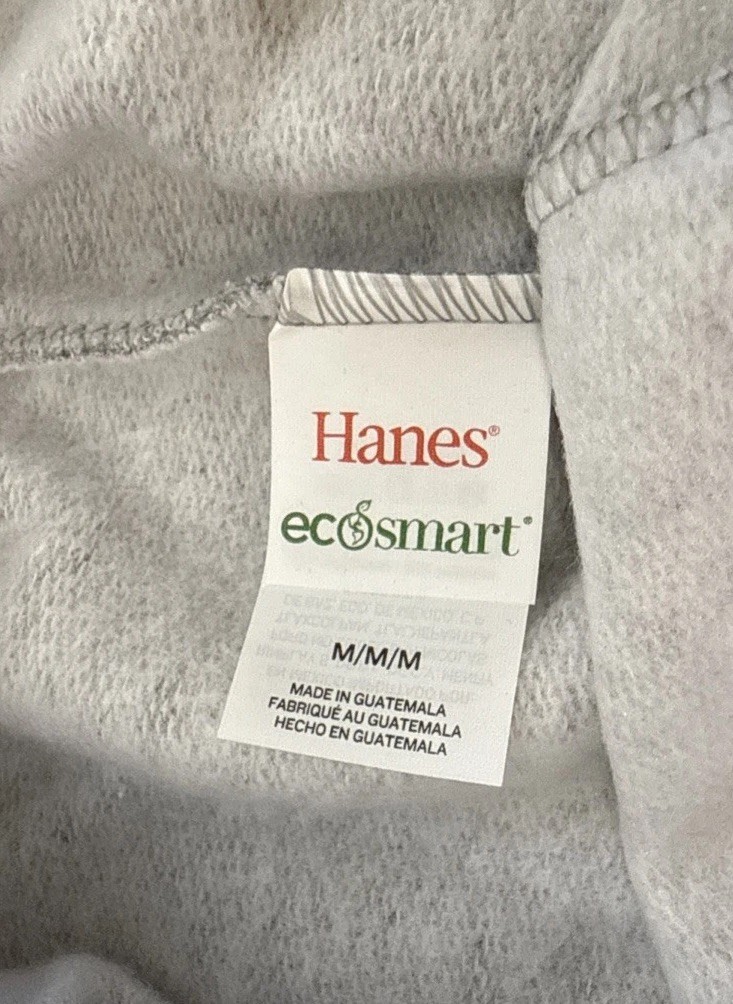 Hanes®
ecosmart®
M/M/M
MADE IN GUATEMALA
FABRIQUÉ AU GUATEMALA
HECHO EN GUATEMALA